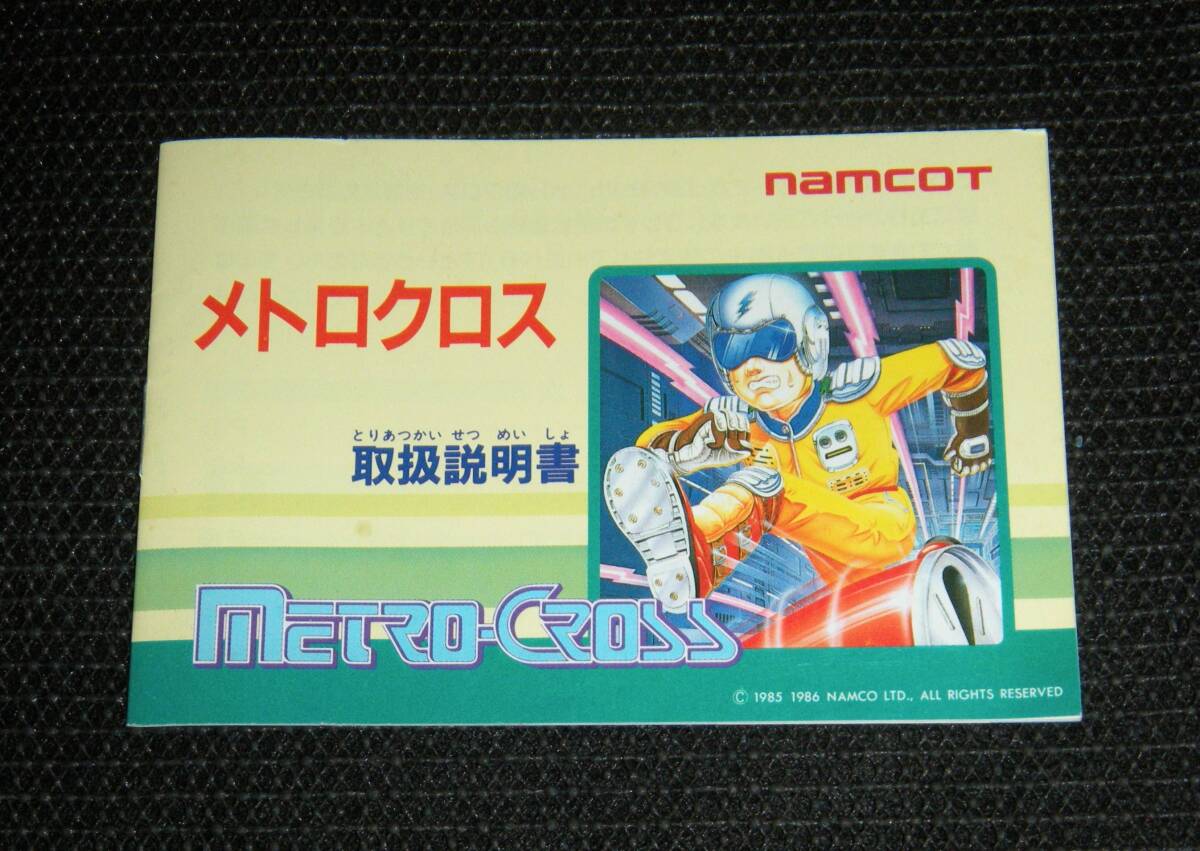 namcoT
メトロクロス
とりあつかい せつ めい しょ
取扱説明書
METRO-CROSS
© 1985 1986 NAMCO LTD., ALL RIGHTS RESERVED